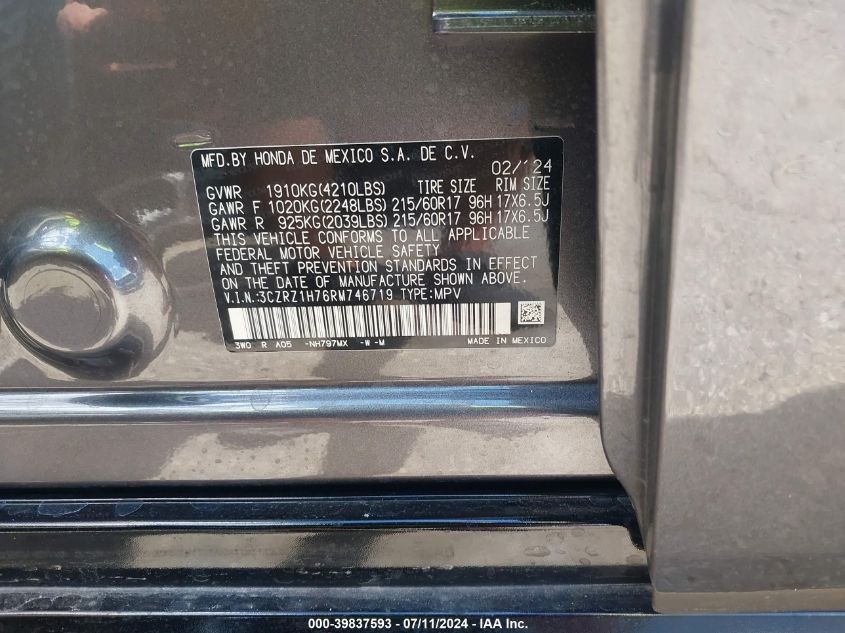 MFD.BY HONDA DE MEXICO S.A. DE C.V.
02/'24
GVWR 1910KG(4210LBS) TIRE SIZE RIM SIZE
GAWR F 1020KG(2248LBS) 215/60R17 96H 17X6.5J
GAWR R 925KG(2039LBS) 215/60R17 96H 17X6.5J
THIS VEHICLE CONFORMS TO ALL APPLICABLE
FEDERAL MOTOR VEHICLE SAFETY
AND THEFT PREVENTION STANDARDS IN EFFECT
ON THE DATE OF MANUFACTURE SHOWN ABOVE.
V.I.N.:3CZRZ1H76RM746719 TYPE:MPV
3W0 R A05 -NH797MX -W -M MADE IN MEXICO
000-39837593 - 07/11/2024 - IAA Inc.